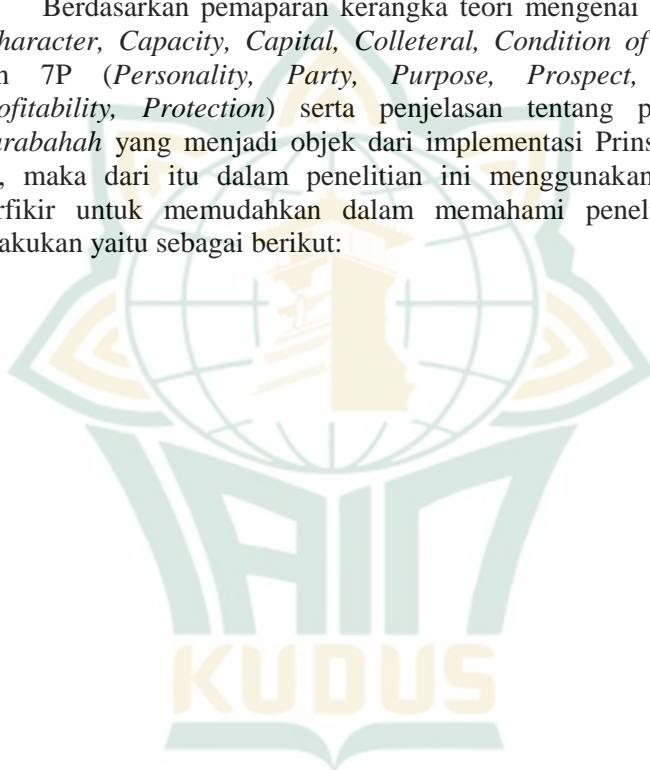 Berdasarkan pemaparan kerangka teori mengenai
haracter, Capacity, Capital, Colleteral, Condition of
n 7P (Personality, Party, Purpose, Prospect,
ofitability, Protection) serta penjelasan tentang p
rabahah yang menjadi objek dari implementasi Prins
, maka dari itu dalam penelitian ini menggunakan
rfikir untuk memudahkan dalam memahami penel
akukan yaitu sebagai berikut:
IAIN
KUDUS